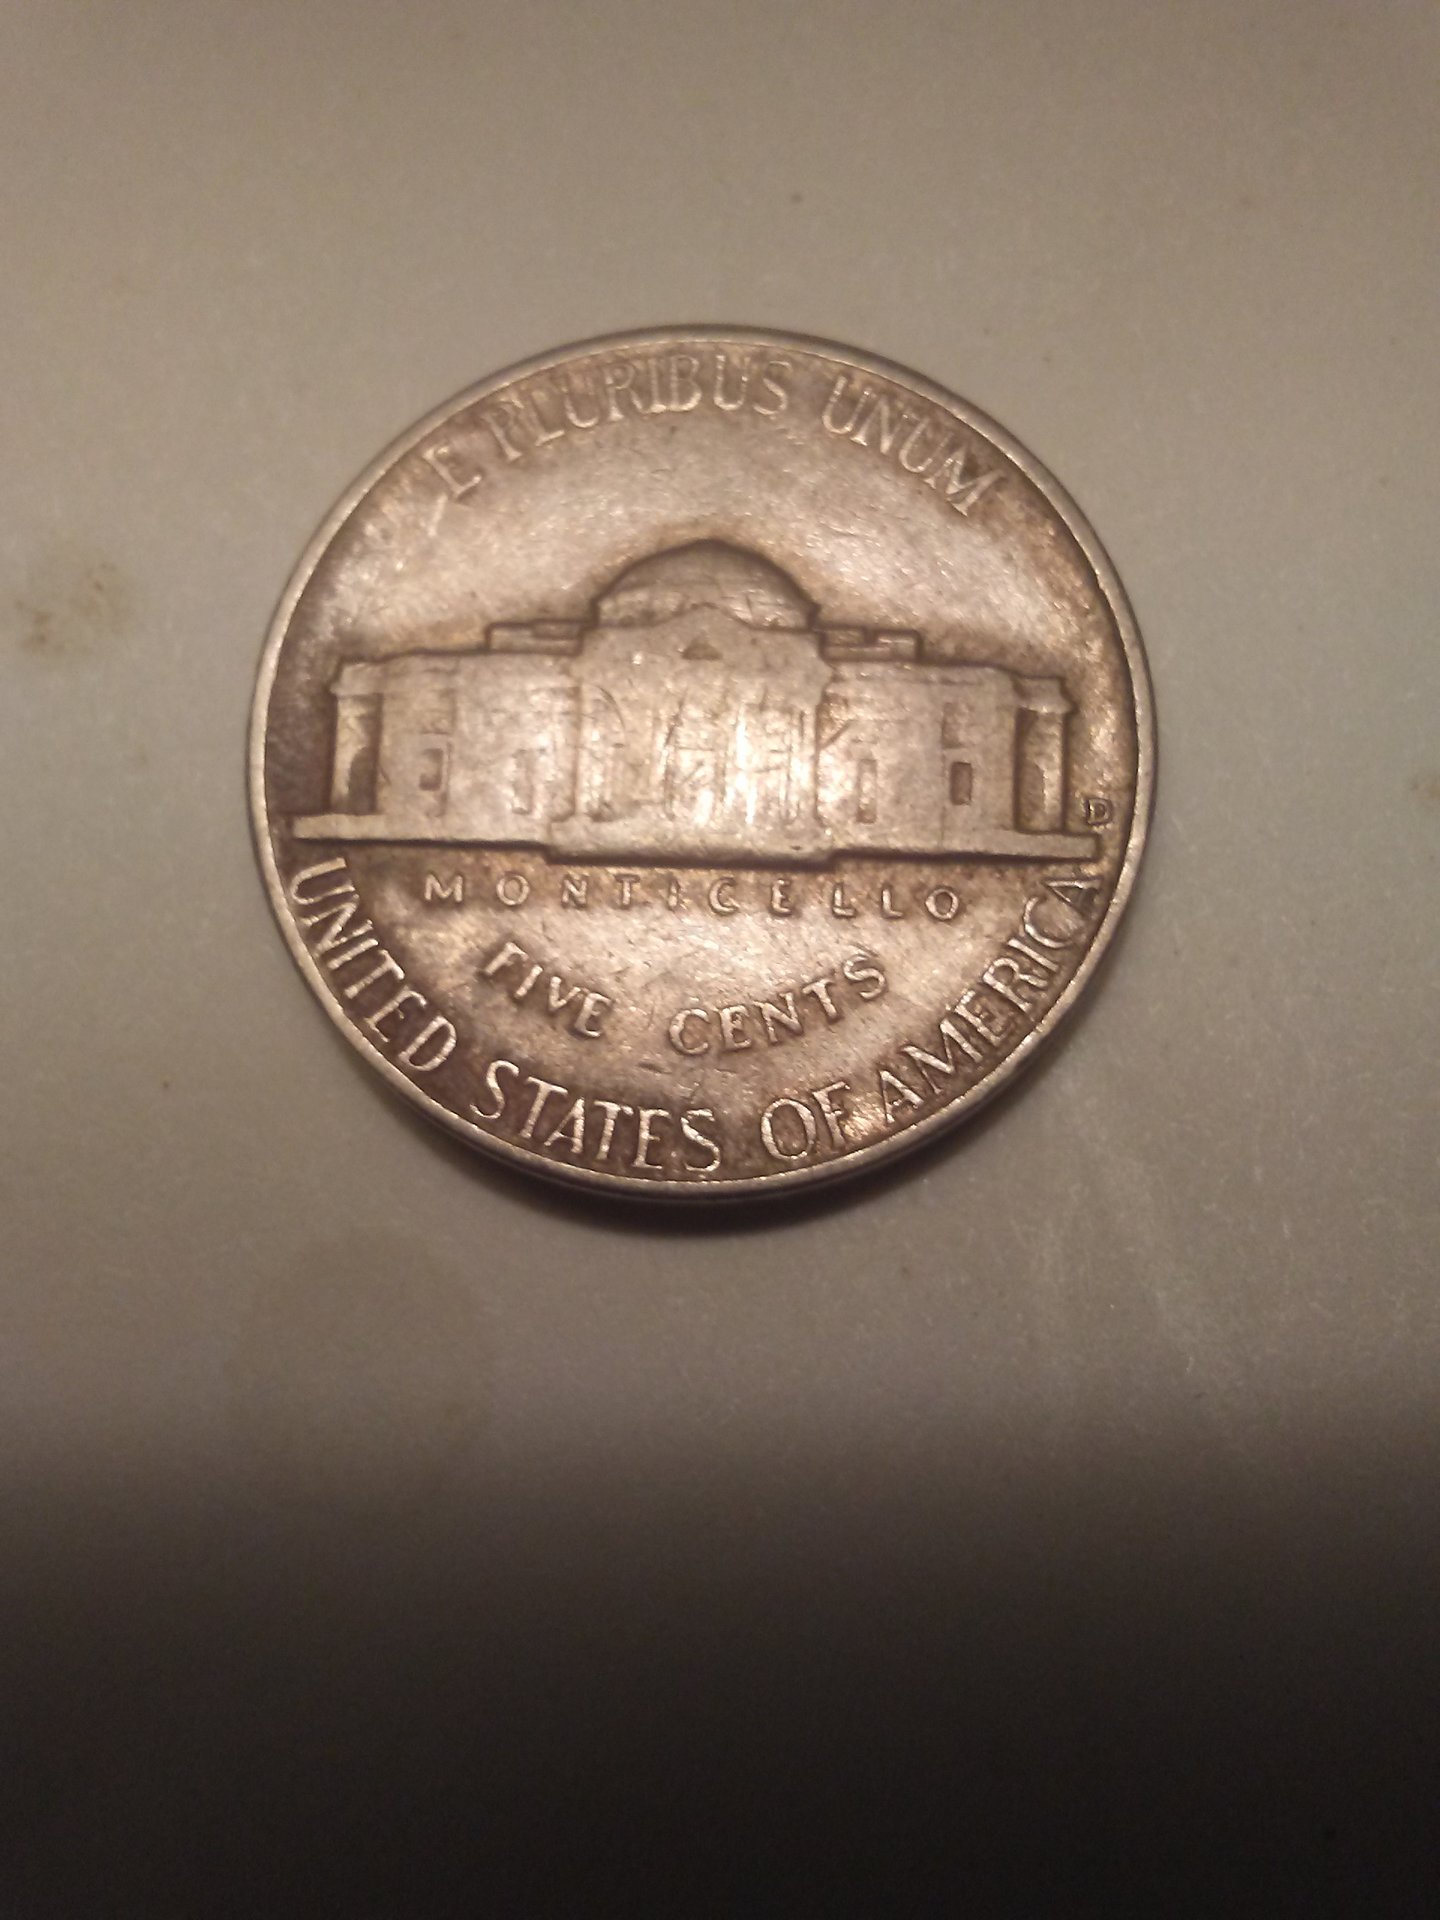 E PLURIBUS UNUM
D
MONTICELLO
FIVE CENTS
UNITED STATES OF AMERICA